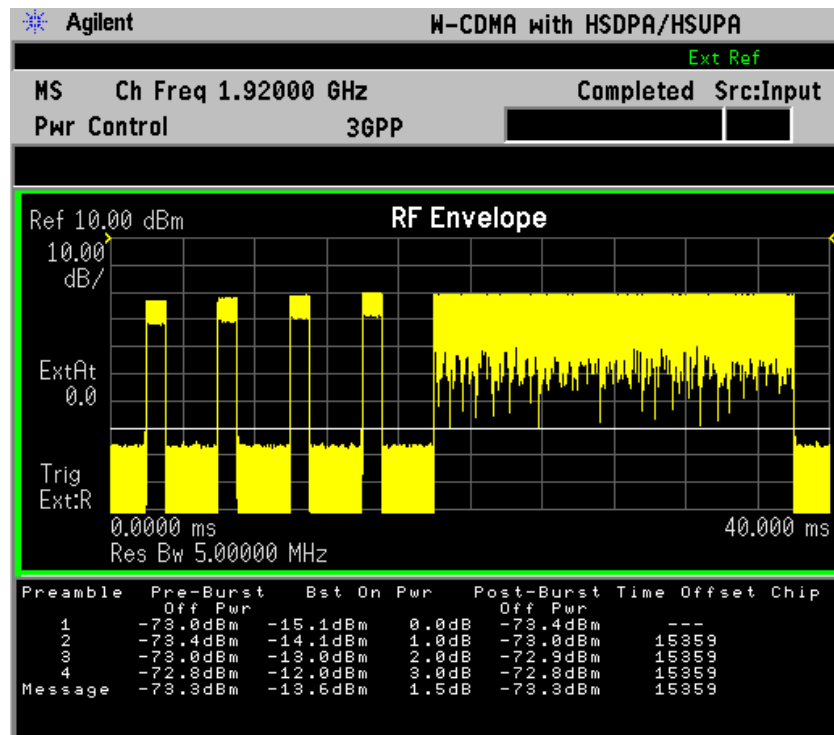 Agilent W-CDMA with HSDPA/HSUPA
Ext Ref
MS Ch Freq 1.92000 GHz Completed Src:Input
Pwr Control 3GPP
Ref 10.00 dBm RF Envelope
10.00
dB/
ExtAt
0.0
Trig
Ext:R
0.0000 ms 40.000 ms
Res Bw 5.00000 MHz
Preamble Pre-Burst Bst On Pwr Post-Burst Time Offset Chip
Off Pwr Off Pwr
1 -73.0dBm -15.1dBm 0.0dB -73.4dBm ---
2 -73.4dBm -14.1dBm 1.0dB -73.0dBm 15359
3 -73.0dBm -13.0dBm 2.0dB -72.9dBm 15359
4 -72.8dBm -12.0dBm 3.0dB -72.8dBm 15359
Message -73.3dBm -13.6dBm 1.5dB -73.3dBm 15359